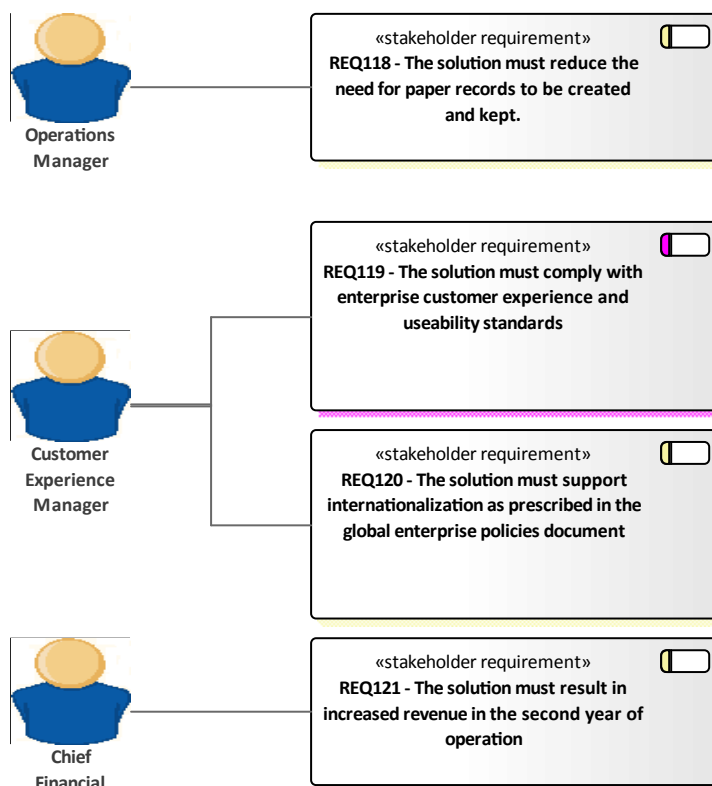 «stakeholder requirement»
REQ118 - The solution must reduce the
need for paper records to be created
and kept.
Operations
Manager
«stakeholder requirement»
REQ119 - The solution must comply with
enterprise customer experience and
useability standards
Customer
Experience
Manager
«stakeholder requirement»
REQ120 - The solution must support
internationalization as prescribed in the
global enterprise policies document
«stakeholder requirement»
REQ121 - The solution must result in
increased revenue in the second year of
operation
Chief
Financial